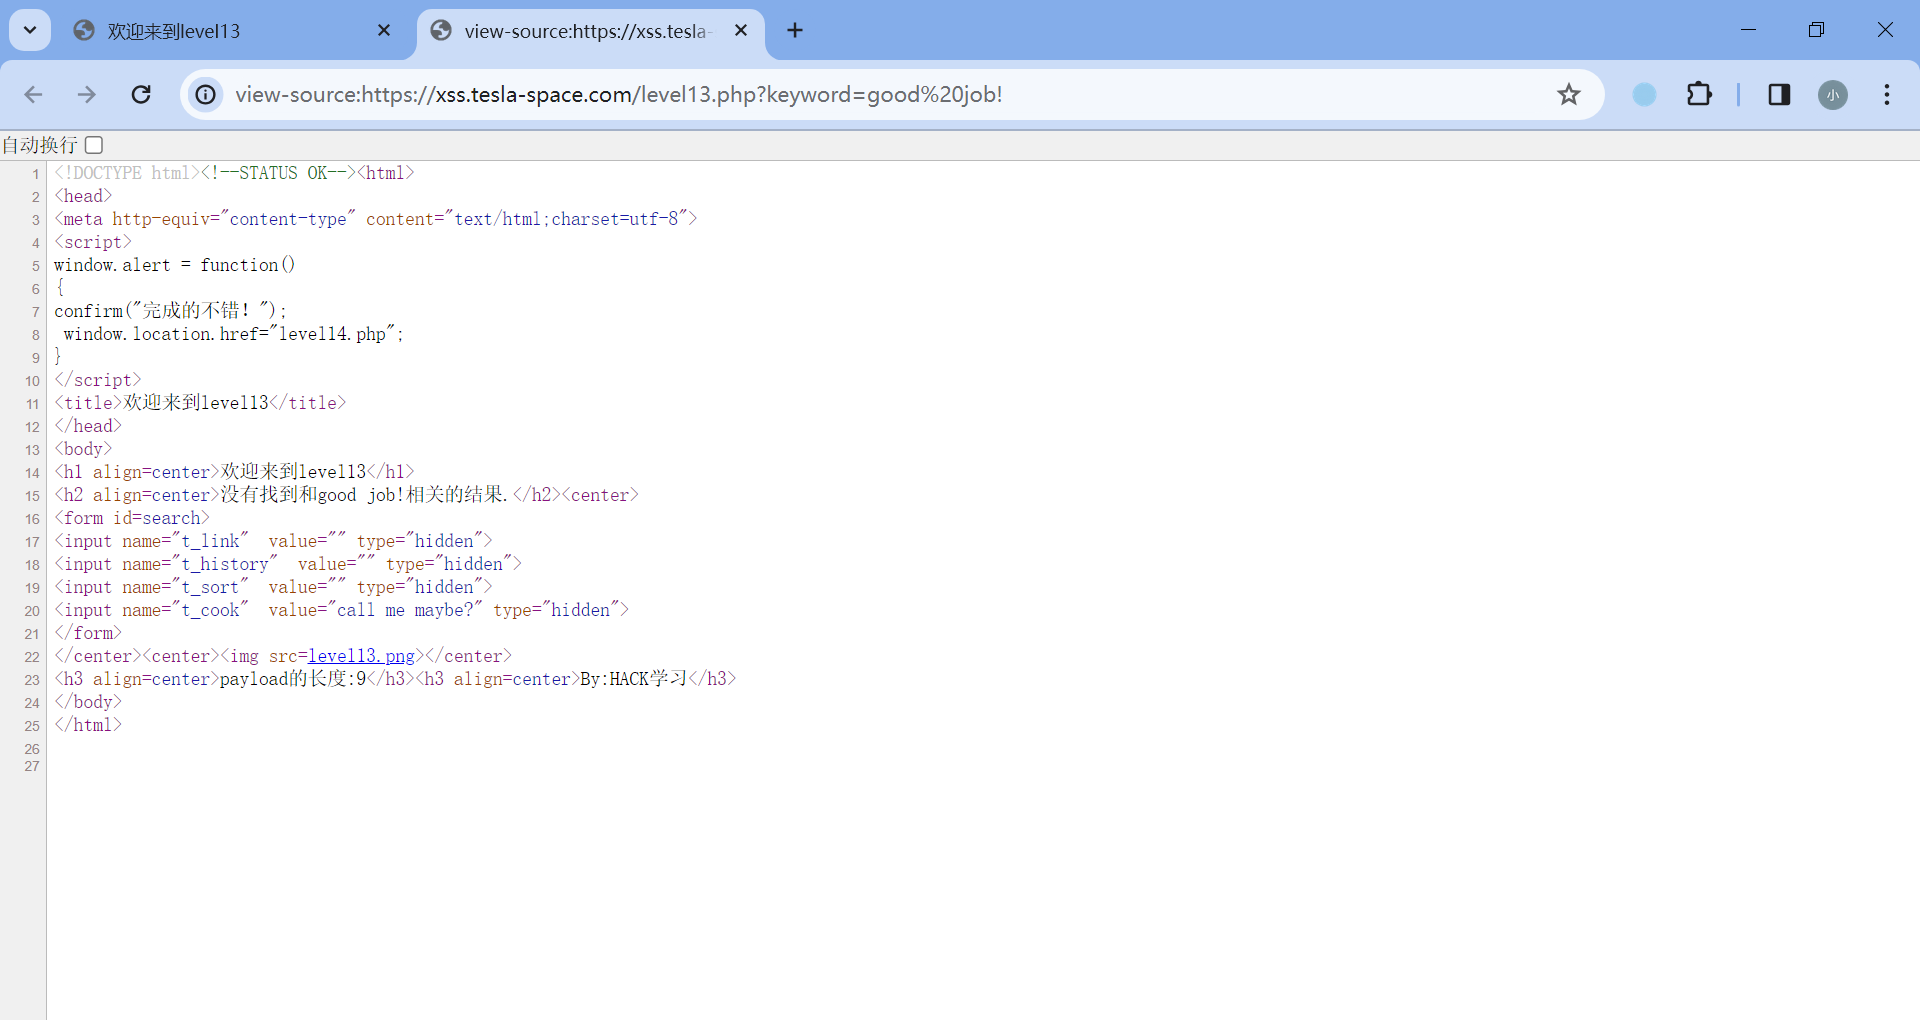 欢迎来到level13
view-source:https://xss.tesla-
view-source:https://xss.tesla-space.com/level13.php?keyword=good%20job!
小
自动换行
1 <!DOCTYPE html><!--STATUS OK--><html>
2 <head>
3 <meta http-equiv="content-type" content="text/html;charset=utf-8">
4 <script>
5 window.alert = function()
6 {
7 confirm("完成的不错！");
8  window.location.href="level14.php";
9 }
10 </script>
11 <title>欢迎来到level13</title>
12 </head>
13 <body>
14 <h1 align=center>欢迎来到level13</h1>
15 <h2 align=center>没有找到和good job!相关的结果.</h2><center>
16 <form id=search>
17 <input name="t_link"  value="" type="hidden">
18 <input name="t_history"  value="" type="hidden">
19 <input name="t_sort"  value="" type="hidden">
20 <input name="t_cook"  value="call me maybe?" type="hidden">
21 </form>
22 </center><center><img src=level13.png></center>
23 <h3 align=center>payload的长度:9</h3><h3 align=center>By:HACK学习</h3>
24 </body>
25 </html>
26
27